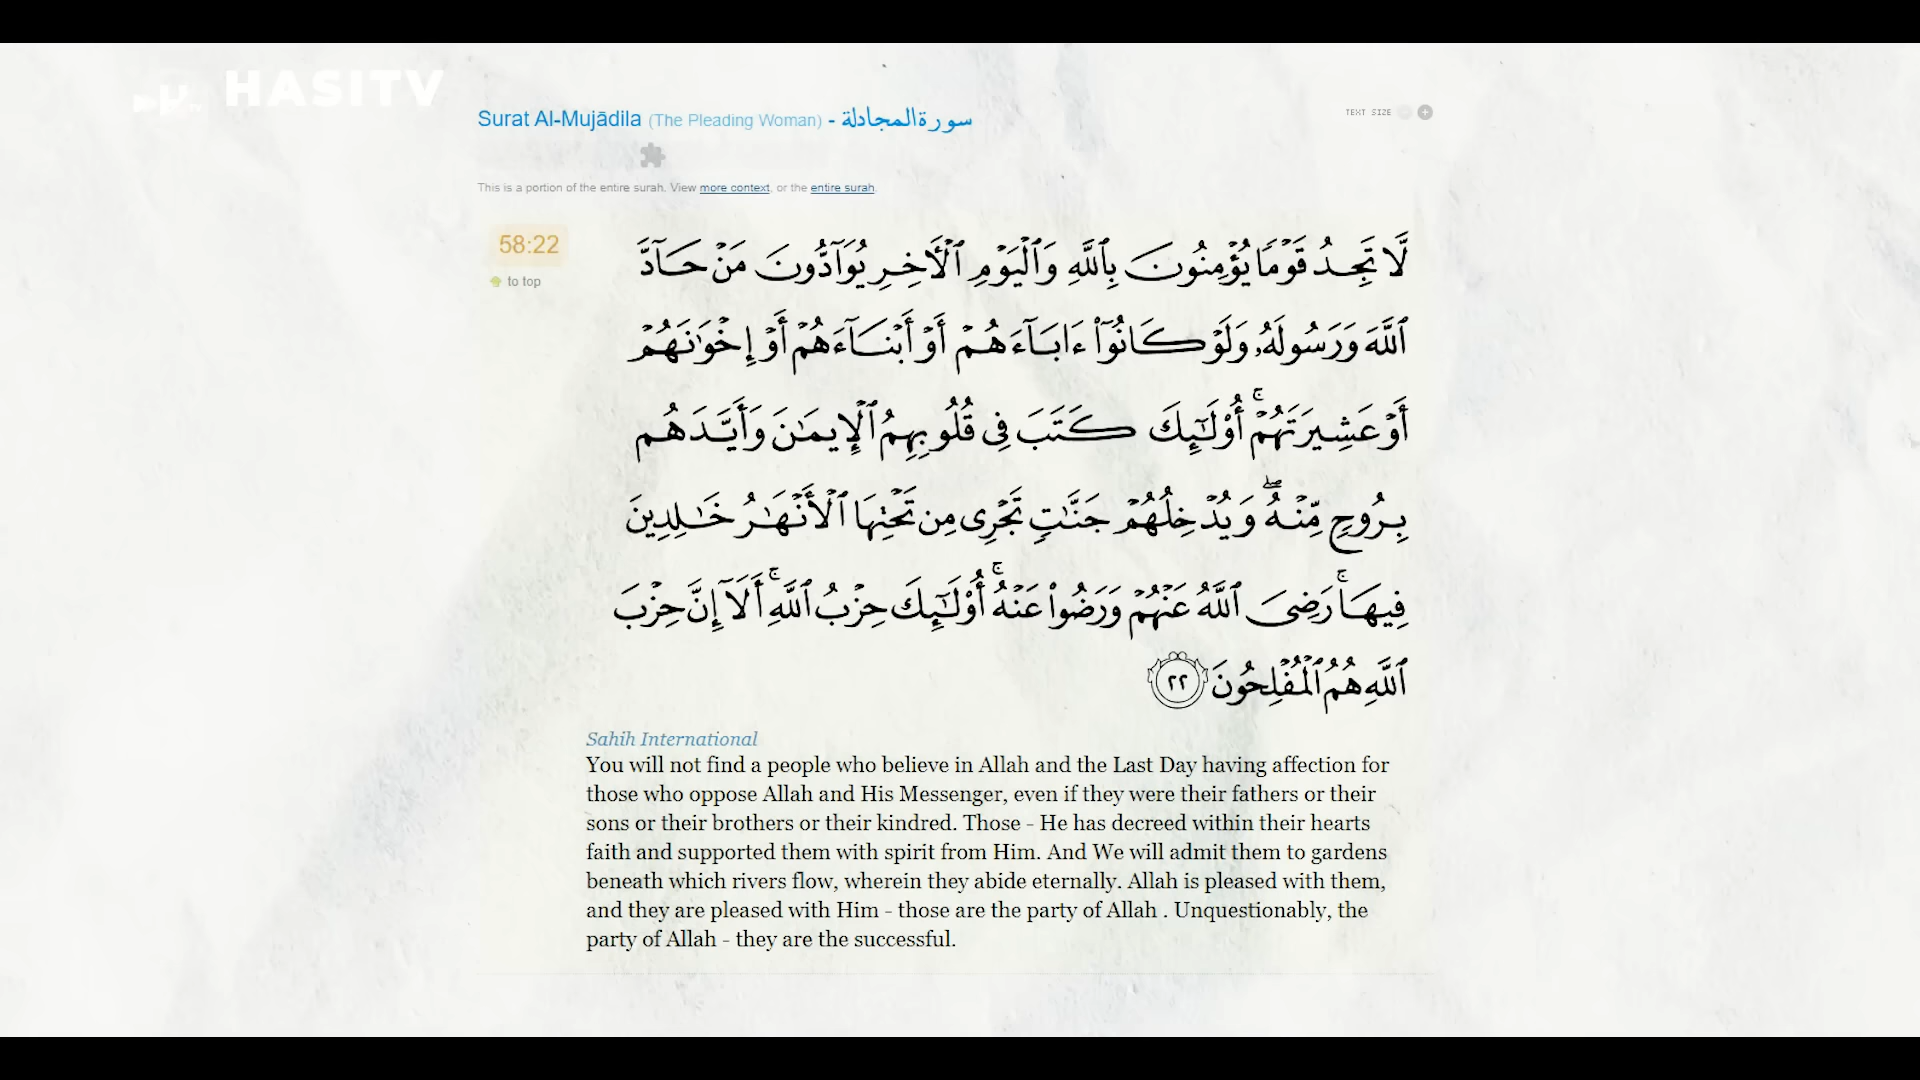 HASITV
Surat Al-Mujādila (The Pleading Woman) - سورة المجادلة
TEXT SIZE
This is a portion of the entire surah. View more context, or the entire surah.
58:22
to top
لَّا تَجِدُ قَوْمًا يُؤْمِنُونَ بِٱللَّهِ وَٱلْيَوْمِ ٱلْأَخِرِ يُوَآدُّونَ مَنْ حَآدَّ
ٱللَّهَ وَرَسُولَهُۥ وَلَوْ كَانُوٓا۟ ءَابَآءَهُمْ أَوْ أَبْنَآءَهُمْ أَوْ إِخْوَٰنَهُمْ
أَوْ عَشِيرَتَهُمْ ۚ أُو۟لَـٰٓئِكَ كَتَبَ فِى قُلُوبِهِمُ ٱلْإِيمَـٰنَ وَأَيَّدَهُم
بِرُوحٍ مِّنْهُ ۖ وَيُدْخِلُهُمْ جَنَّـٰتٍ تَجْرِى مِن تَحْتِهَا ٱلْأَنْهَـٰرُ خَـٰلِدِينَ
فِيهَا ۚ رَضِىَ ٱللَّهُ عَنْهُمْ وَرَضُوا۟ عَنْهُ ۚ أُو۟لَـٰٓئِكَ حِزْبُ ٱللَّهِ ۚ أَلَآ إِنَّ حِزْبَ
ٱللَّهِ هُمُ ٱلْمُفْلِحُونَ ٢٢
Sahih International
You will not find a people who believe in Allah and the Last Day having affection for
those who oppose Allah and His Messenger, even if they were their fathers or their
sons or their brothers or their kindred. Those - He has decreed within their hearts
faith and supported them with spirit from Him. And We will admit them to gardens
beneath which rivers flow, wherein they abide eternally. Allah is pleased with them,
and they are pleased with Him - those are the party of Allah . Unquestionably, the
party of Allah - they are the successful.